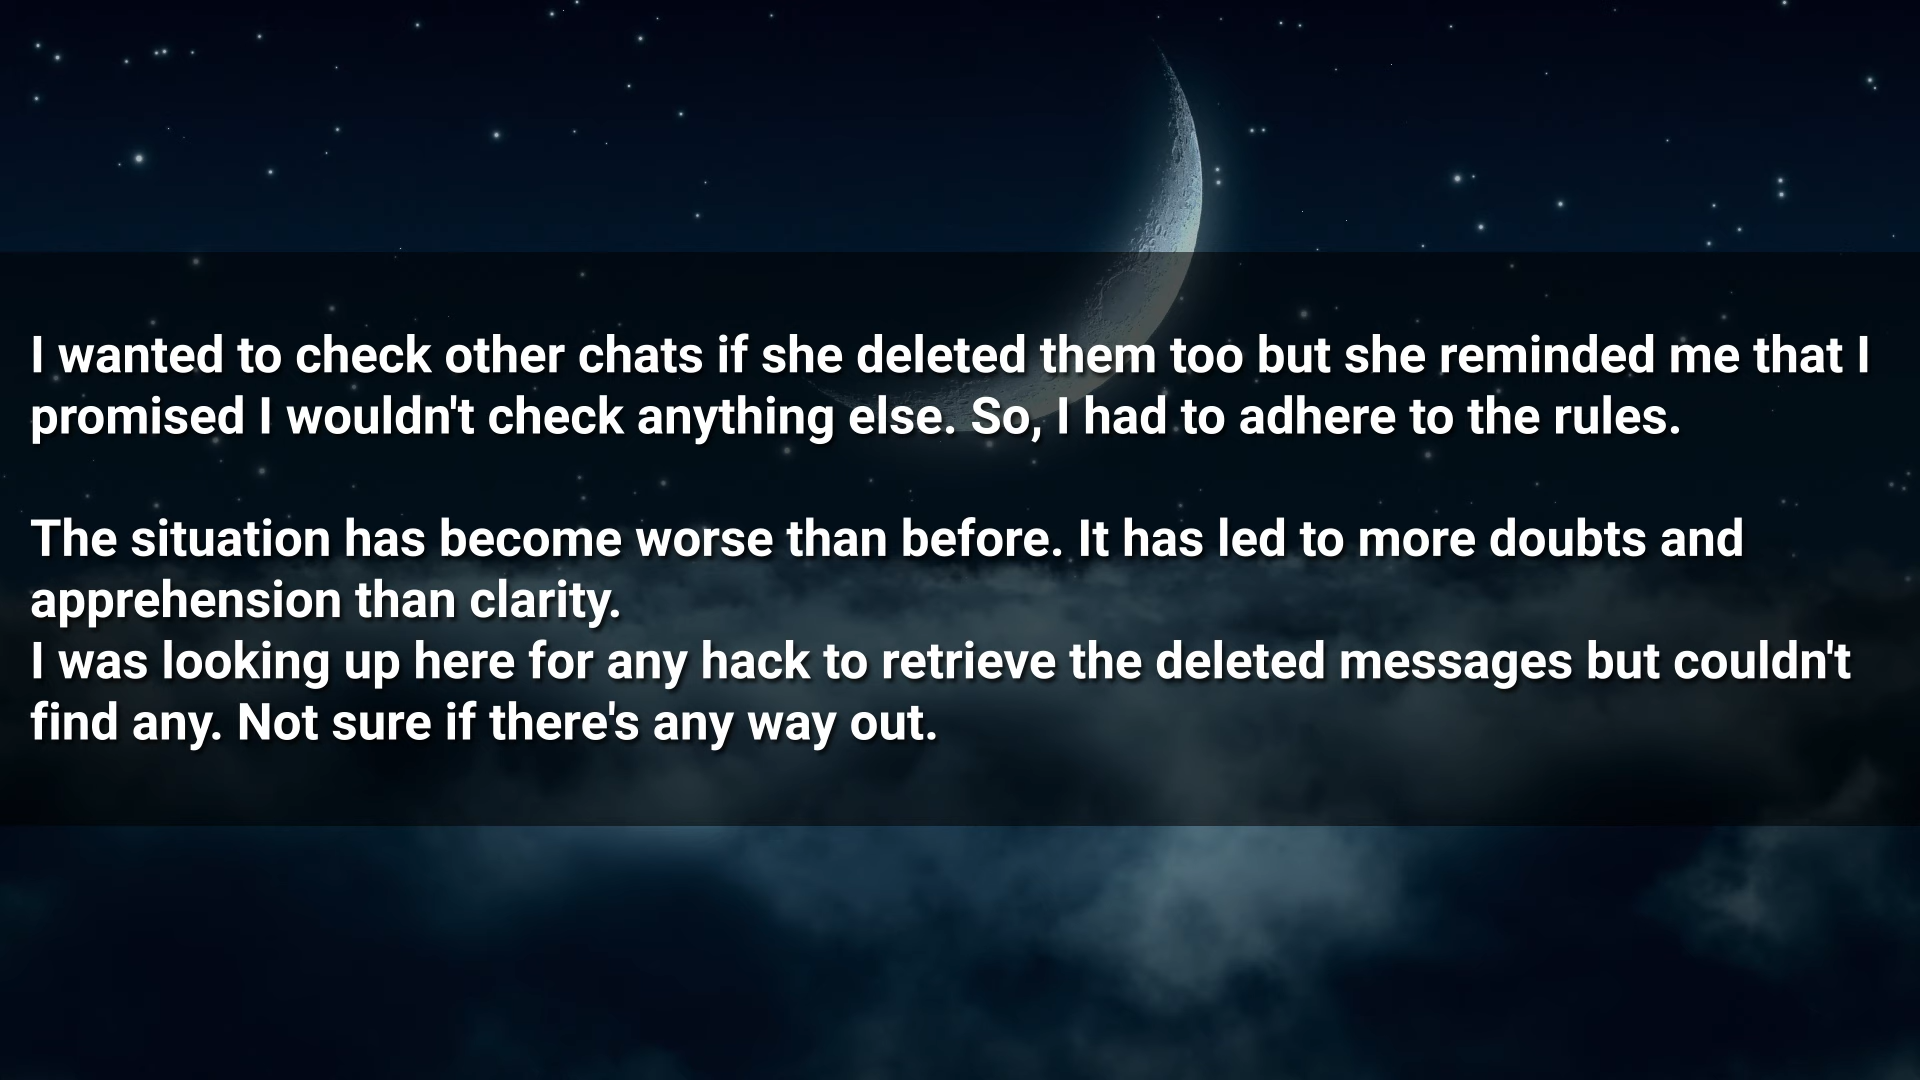 I wanted to check other chats if she deleted them too but she reminded me that I
promised I wouldn't check anything else. So, I had to adhere to the rules.
The situation has become worse than before. It has led to more doubts and
apprehension than clarity.
I was looking up here for any hack to retrieve the deleted messages but couldn't
find any. Not sure if there's any way out.